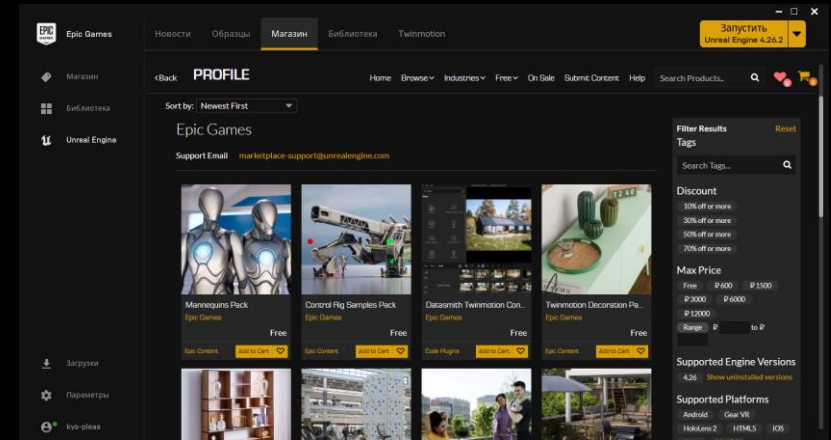 EPIC GAMES
Epic Games
Новости Образцы Магазин Библиотека Twinmotion
Запустить
Unreal Engine 4.26.2
Магазин
Библиотека
Unreal Engine
Загрузки
Параметры
kys-pleas
<Back PROFILE Home Browse Industries Free On Sale Submit Content Help Search Products...
Sort by: Newest First
Epic Games
Support Email marketplace-support@unrealengine.com
Mannequins Pack
Epic Games
Free
Epic Content Add to Cart
Control Rig Samples Pack
Epic Games
Free
Epic Content Add to Cart
Datasmith Twinmotion Con...
Epic Games
Free
Code Plugins Add to Cart
Twinmotion Decoration Pa...
Epic Games
Free
Epic Content Add to Cart
Filter Results Reset
Tags
Search Tags...
Discount
10% off or more
30% off or more
50% off or more
70% off or more
Max Price
Free ₽600 ₽1500
₽3000 ₽6000
₽12000
Range ₽ to ₽
Supported Engine Versions
4.26 Show uninstalled versions
Supported Platforms
Android Gear VR
HoloLens 2 HTML5 iOS